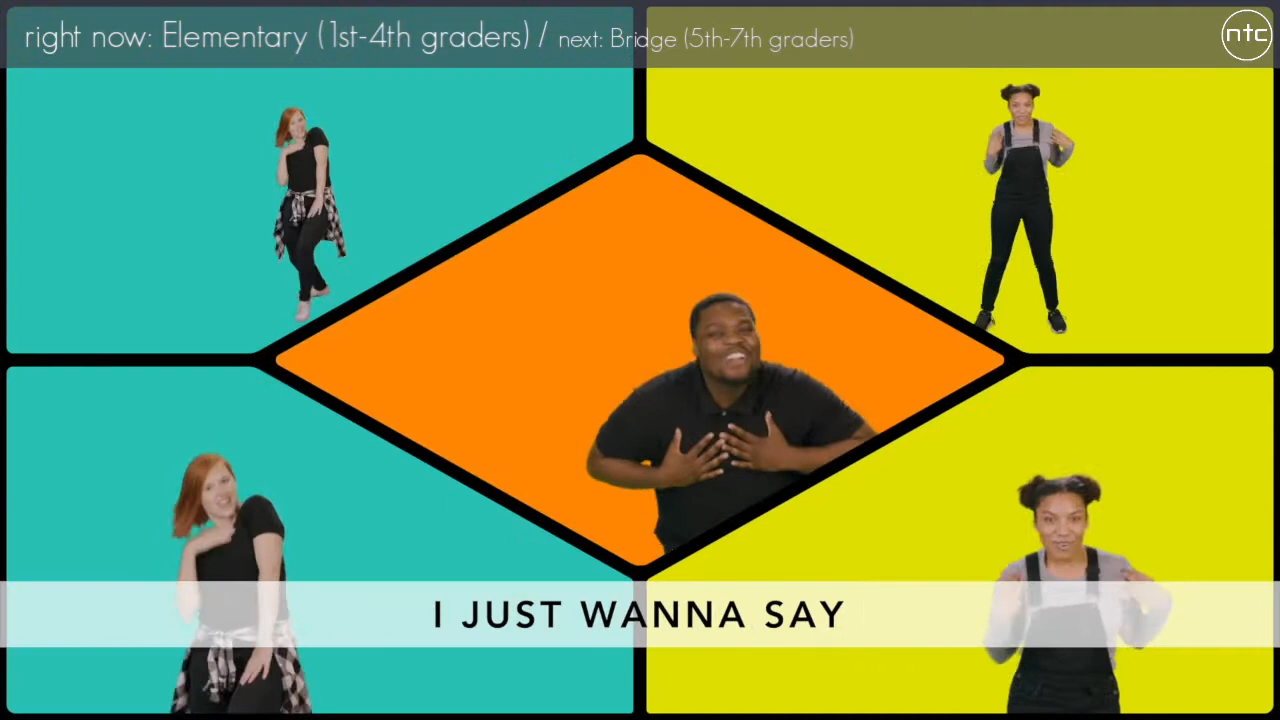 right now: Elementary (1st-4th graders) / next: Bridge (5th-7th graders)
ntc
I JUST WANNA SAY